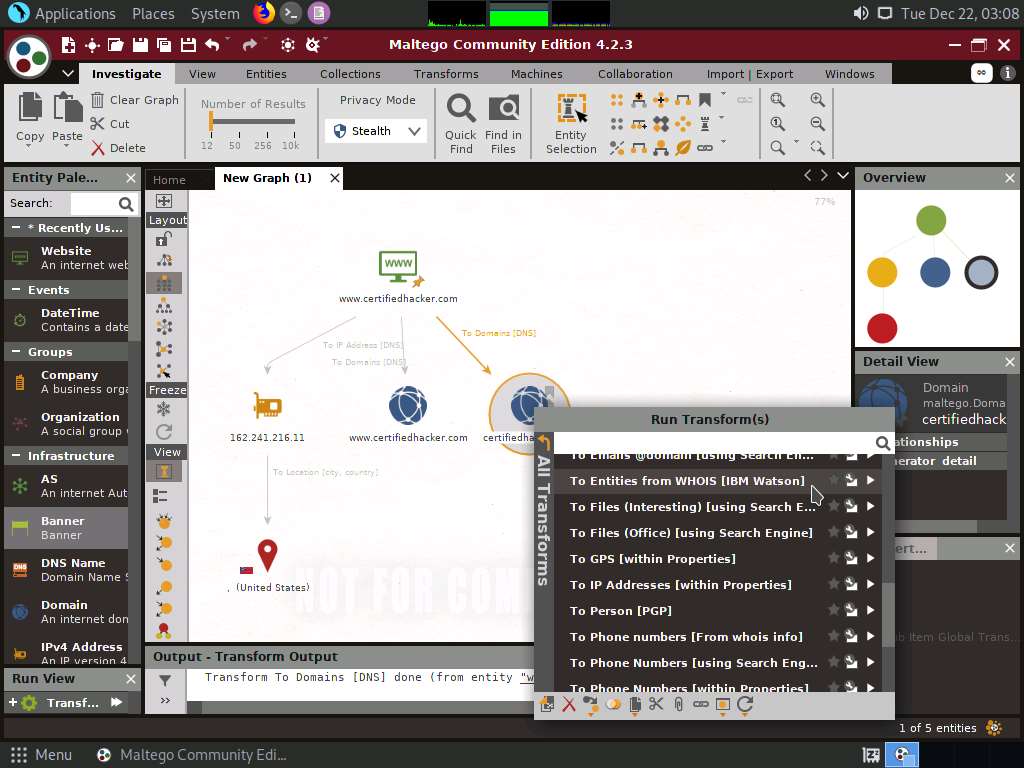 Applications Places System Tue Dec 22, 03:08
Maltego Community Edition 4.2.3
Investigate View Entities Collections Transforms Machines Collaboration Import | Export Windows
Copy Paste Clear Graph Cut Delete
Number of Results
12 50 256 10k
Privacy Mode
Stealth
Quick Find
Find in Files
Entity Selection
Entity Pale...
Search:
* Recently Us...
Website
An internet web
Events
DateTime
Contains a date
Groups
Company
A business orga
Organization
A social group
Infrastructure
AS
An internet Aut
Banner
Banner
DNS Name
Domain Name S
Domain
An internet don
IPv4 Address
An IP version 4
Run View
Transf...
Home New Graph (1)
Layout
Freeze
View
77%
www
www.certifiedhacker.com
To Domains [DNS]
To IP Address [DNS]
To Domains [DNS]
162.241.216.11
www.certifiedhacker.com
certifiedha
To Location [city, country]
, (United States)
NOT FOR COM
Output - Transform Output
Transform To Domains [DNS] done (from entity "w
Run Transform(s)
All Transforms
To Emails @domain [using Search En...
To Entities from WHOIS [IBM Watson]
To Files (Interesting) [using Search E...
To Files (Office) [using Search Engine]
To GPS [within Properties]
To IP Addresses [within Properties]
To Person [PGP]
To Phone numbers [From whois info]
To Phone Numbers [using Search Eng...
To Phone Numbers [within Properties]
Overview
Detail View
Domain
maltego.Doma
certifiedhack
ationships
erator detail
ert...
b Item Global Trans...
1 of 5 entities
Menu Maltego Community Edi...